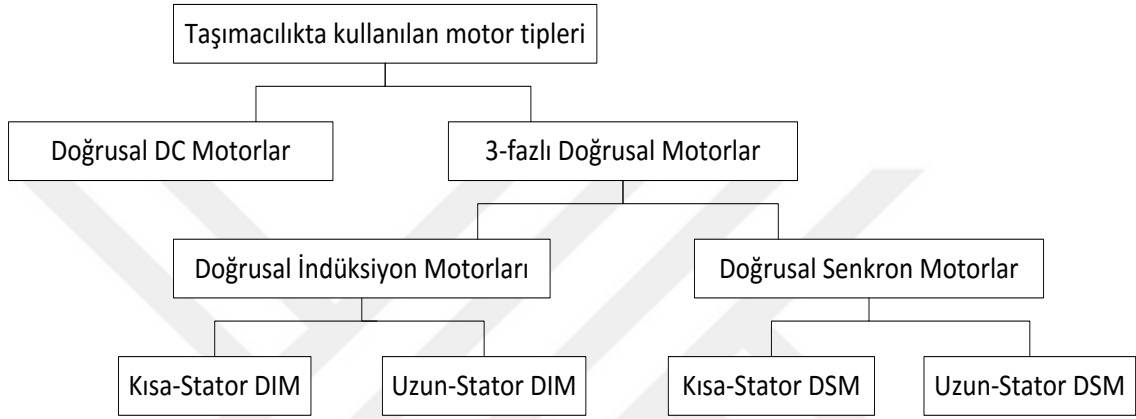 Taşımacılıkta kullanılan motor tipleri
Doğrusal DC Motorlar
3-fazlı Doğrusal Motorlar
Doğrusal İndüksiyon Motorları
Doğrusal Senkron Motorlar
Kısa-Stator DIM
Uzun-Stator DIM
Kısa-Stator DSM
Uzun-Stator DSM